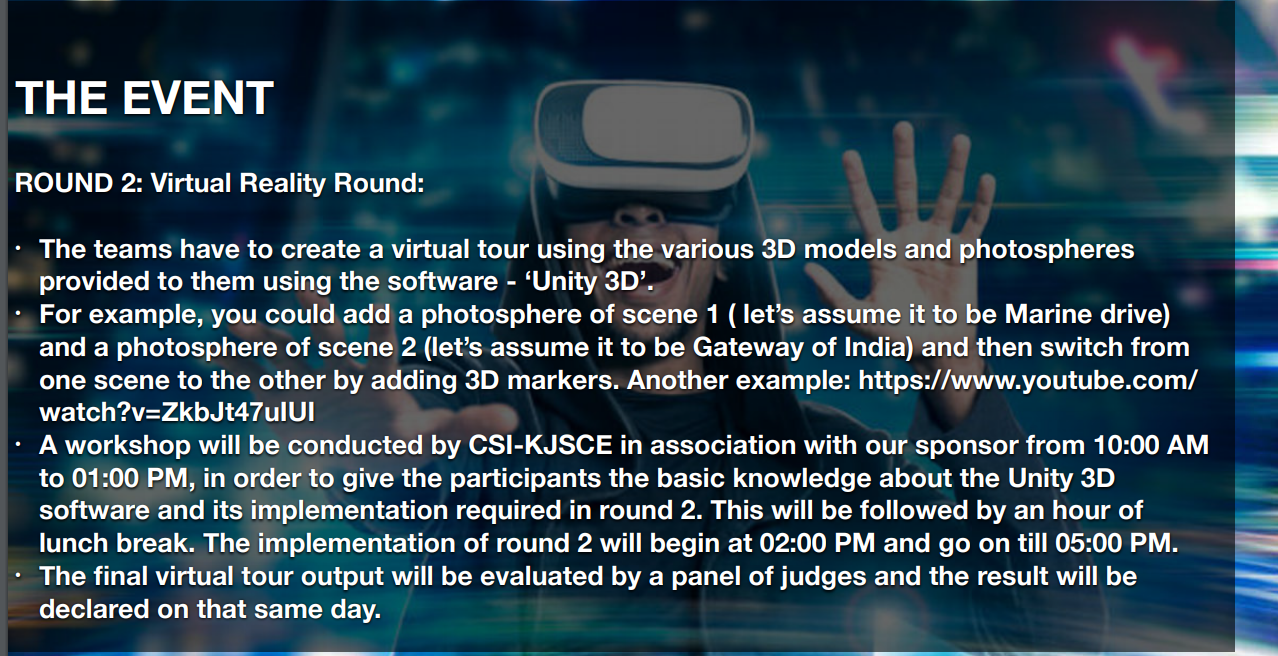 THE EVENT
ROUND 2: Virtual Reality Round:
· The teams have to create a virtual tour using the various 3D models and photospheres
provided to them using the software - ‘Unity 3D’.
· For example, you could add a photosphere of scene 1 ( let’s assume it to be Marine drive)
and a photosphere of scene 2 (let’s assume it to be Gateway of India) and then switch from
one scene to the other by adding 3D markers. Another example: https://www.youtube.com/
watch?v=ZkbJt47uIUI
· A workshop will be conducted by CSI-KJSCE in association with our sponsor from 10:00 AM
to 01:00 PM, in order to give the participants the basic knowledge about the Unity 3D
software and its implementation required in round 2. This will be followed by an hour of
lunch break. The implementation of round 2 will begin at 02:00 PM and go on till 05:00 PM.
· The final virtual tour output will be evaluated by a panel of judges and the result will be
declared on that same day.